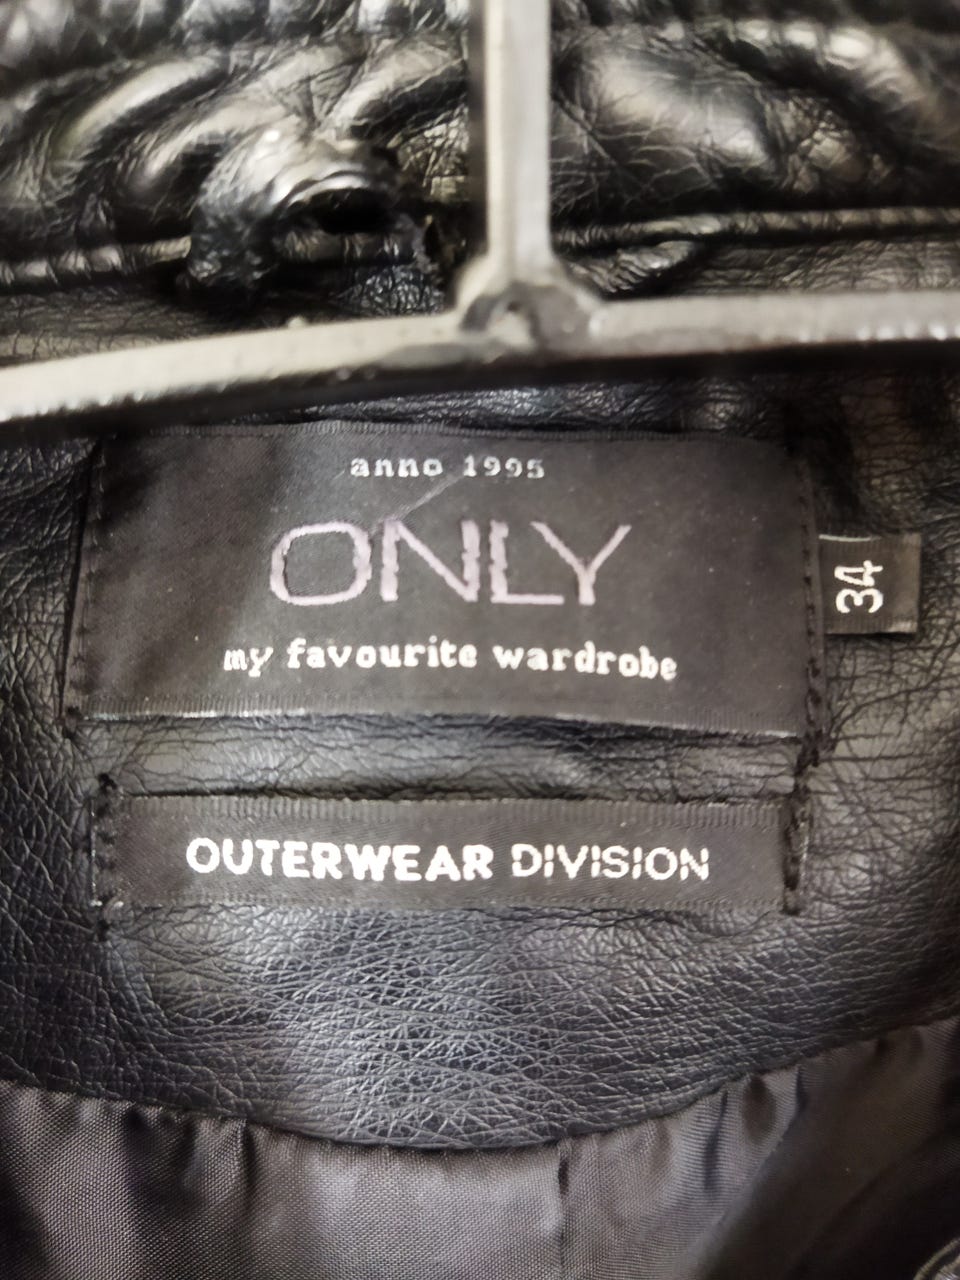 anno 1995
ONLY
my favourite wardrobe
34
OUTERWEAR DIVISION